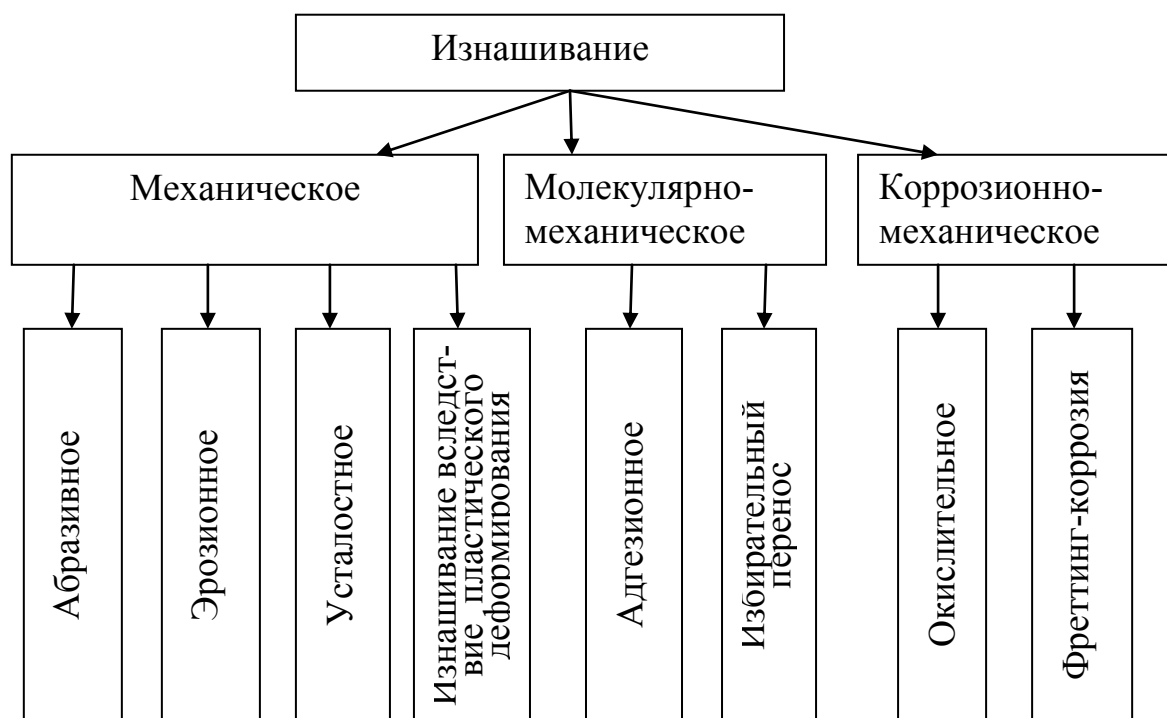 Изнашивание
Механическое
Молекулярно-
механическое
Коррозионно-
механическое
Абразивное
Эрозионное
Усталостное
Изнашивание вследст-
вие пластического
деформирования
Адгезионное
Избирательный
перенос
Окислительное
Фреттинг-коррозия